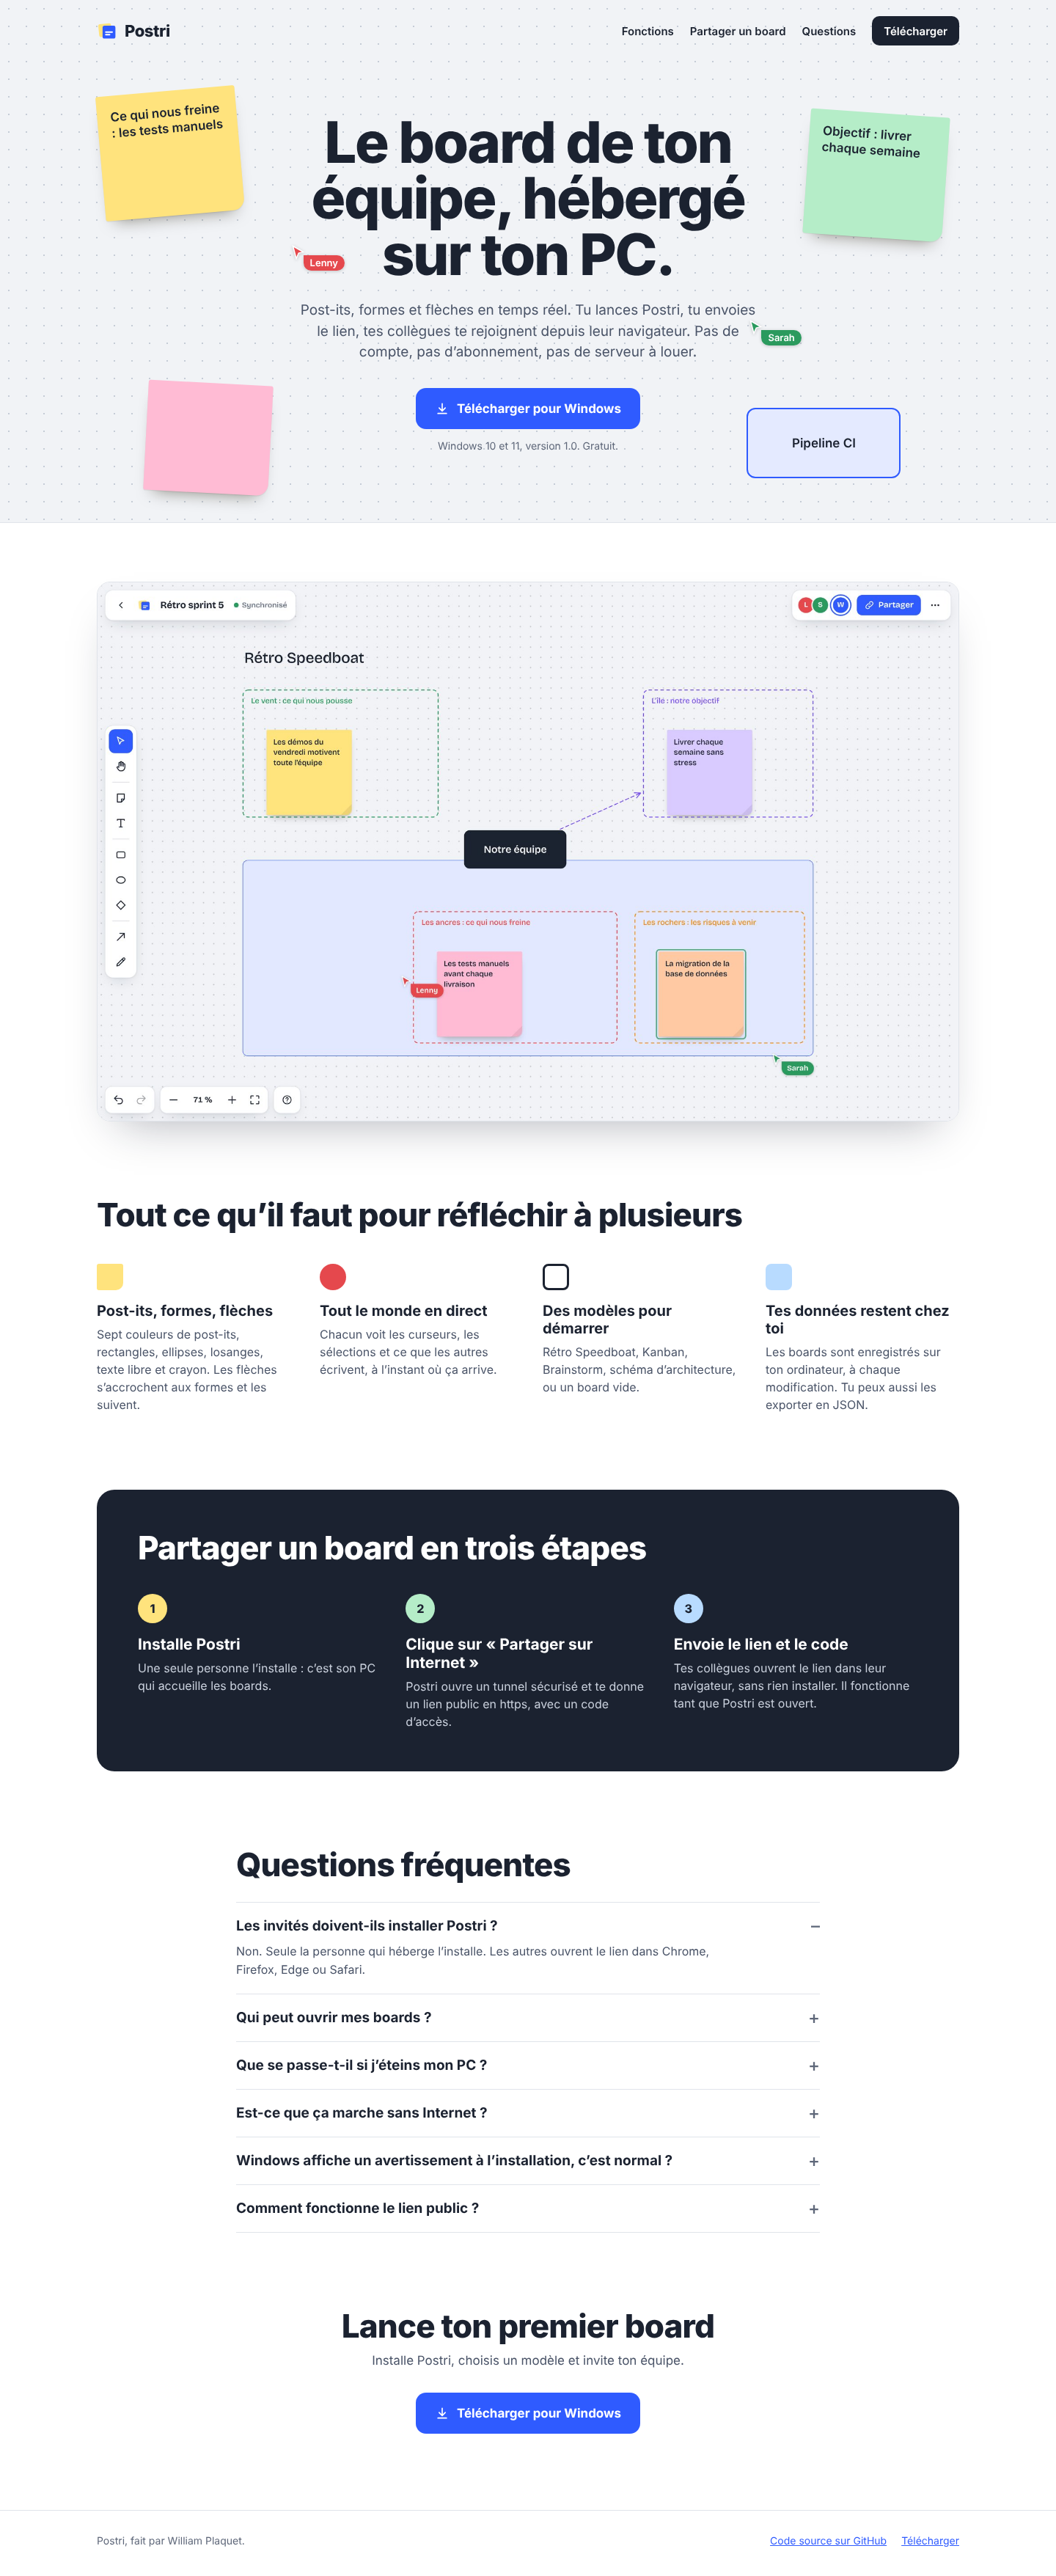 Postri
Fonctions
Partager un board
Questions
Télécharger
Ce qui nous freine
: les tests manuels
Objectif : livrer
chaque semaine
Le board de ton
équipe, hébergé
sur ton PC.
Lenny
Post-its, formes et flèches en temps réel. Tu lances Postri, tu envoies
le lien, tes collègues te rejoignent depuis leur navigateur. Pas de
compte, pas d’abonnement, pas de serveur à louer.
Sarah
Télécharger pour Windows
Windows 10 et 11, version 1.0. Gratuit.
Pipeline CI
Rétro sprint 5
Synchronisé
L
S
W
Partager
Rétro Speedboat
Le vent : ce qui nous pousse
L’île : notre objectif
Les démos du
vendredi motivent
toute l’équipe
Livrer chaque
semaine sans
stress
Notre équipe
Les ancres : ce qui nous freine
Les rochers : les risques à venir
Les tests manuels
avant chaque
livraison
La migration de la
base de données
Lenny
Sarah
71 %
Tout ce qu’il faut pour réfléchir à plusieurs
Post-its, formes, flèches
Sept couleurs de post-its,
rectangles, ellipses, losanges,
texte libre et crayon. Les flèches
s’accrochent aux formes et les
suivent.
Tout le monde en direct
Chacun voit les curseurs, les
sélections et ce que les autres
écrivent, à l’instant où ça arrive.
Des modèles pour
démarrer
Rétro Speedboat, Kanban,
Brainstorm, schéma d’architecture,
ou un board vide.
Tes données restent chez
toi
Les boards sont enregistrés sur
ton ordinateur, à chaque
modification. Tu peux aussi les
exporter en JSON.
Partager un board en trois étapes
1
Installe Postri
Une seule personne l’installe : c’est son PC
qui accueille les boards.
2
Clique sur « Partager sur
Internet »
Postri ouvre un tunnel sécurisé et te donne
un lien public en https, avec un code
d’accès.
3
Envoie le lien et le code
Tes collègues ouvrent le lien dans leur
navigateur, sans rien installer. Il fonctionne
tant que Postri est ouvert.
Questions fréquentes
Les invités doivent-ils installer Postri ?
Non. Seule la personne qui héberge l’installe. Les autres ouvrent le lien dans Chrome,
Firefox, Edge ou Safari.
Qui peut ouvrir mes boards ?
Que se passe-t-il si j’éteins mon PC ?
Est-ce que ça marche sans Internet ?
Windows affiche un avertissement à l’installation, c’est normal ?
Comment fonctionne le lien public ?
Lance ton premier board
Installe Postri, choisis un modèle et invite ton équipe.
Télécharger pour Windows
Postri, fait par William Plaquet.
Code source sur GitHub
Télécharger